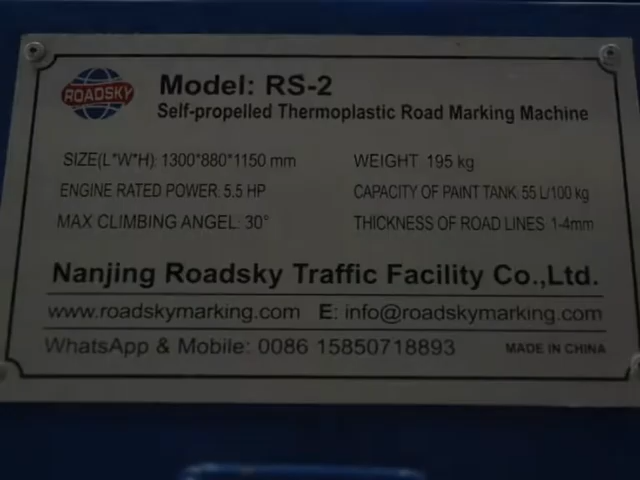 ROADSKY
Model: RS-2
Self-propelled Thermoplastic Road Marking Machine
SIZE(L*W*H): 1300*880*1150 mm
WEIGHT: 195 kg
ENGINE RATED POWER: 5.5 HP
CAPACITY OF PAINT TANK: 55 L/100 kg
MAX CLIMBING ANGEL: 30°
THICKNESS OF ROAD LINES: 1-4mm
Nanjing Roadsky Traffic Facility Co.,Ltd.
www.roadskymarking.com E: info@roadskymarking.com
WhatsApp & Mobile: 0086 15850718893 MADE IN CHINA